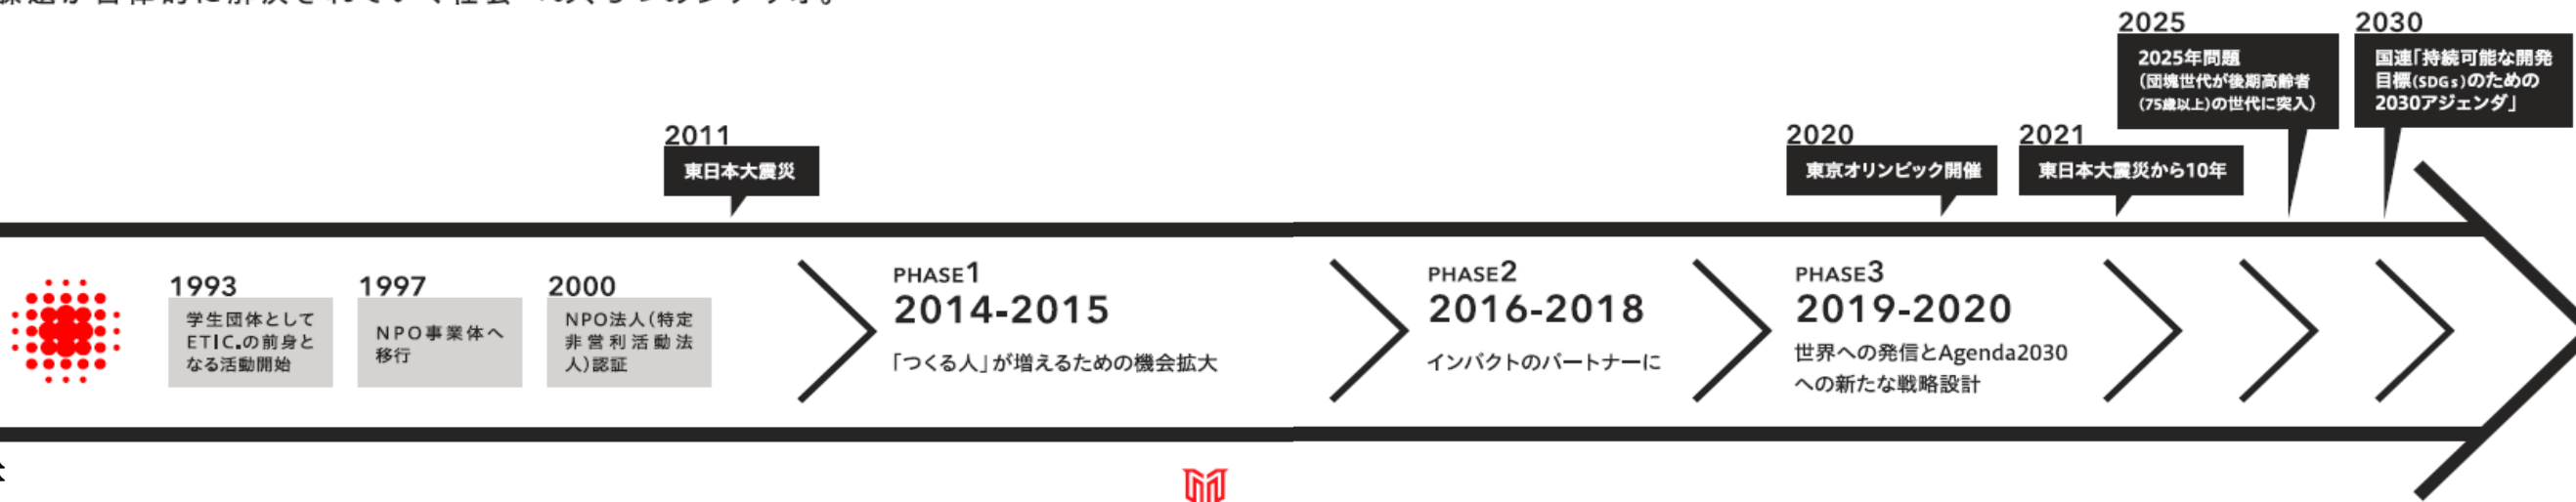 2025
2025年問題
(団塊世代が後期高齢者
(75歳以上)の世代に突入)
2030
国連「持続可能な開発
目標(SDGs)のための
2030アジェンダ」
2011
東日本大震災
2020
東京オリンピック開催
2021
東日本大震災から10年
1993
学生団体として
ETIC.の前身と
なる活動開始
1997
NPO事業体へ
移行
2000
NPO法人(特定
非営利活動法
人)認証
PHASE1
2014-2015
「つくる人」が増えるための機会拡大
PHASE2
2016-2018
インパクトのパートナーに
PHASE3
2019-2020
世界への発信とAgenda2030
への新たな戦略設計